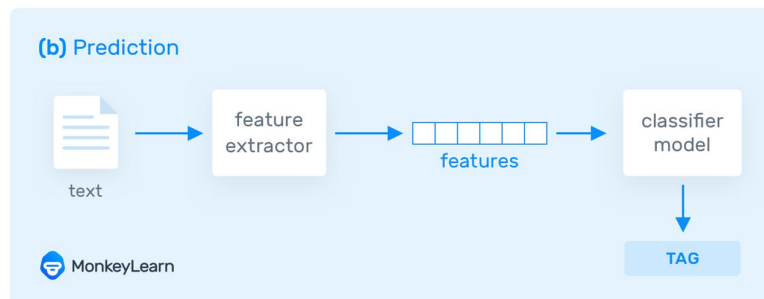 (b) Prediction
text
feature
extractor
features
classifier
model
TAG
MonkeyLearn